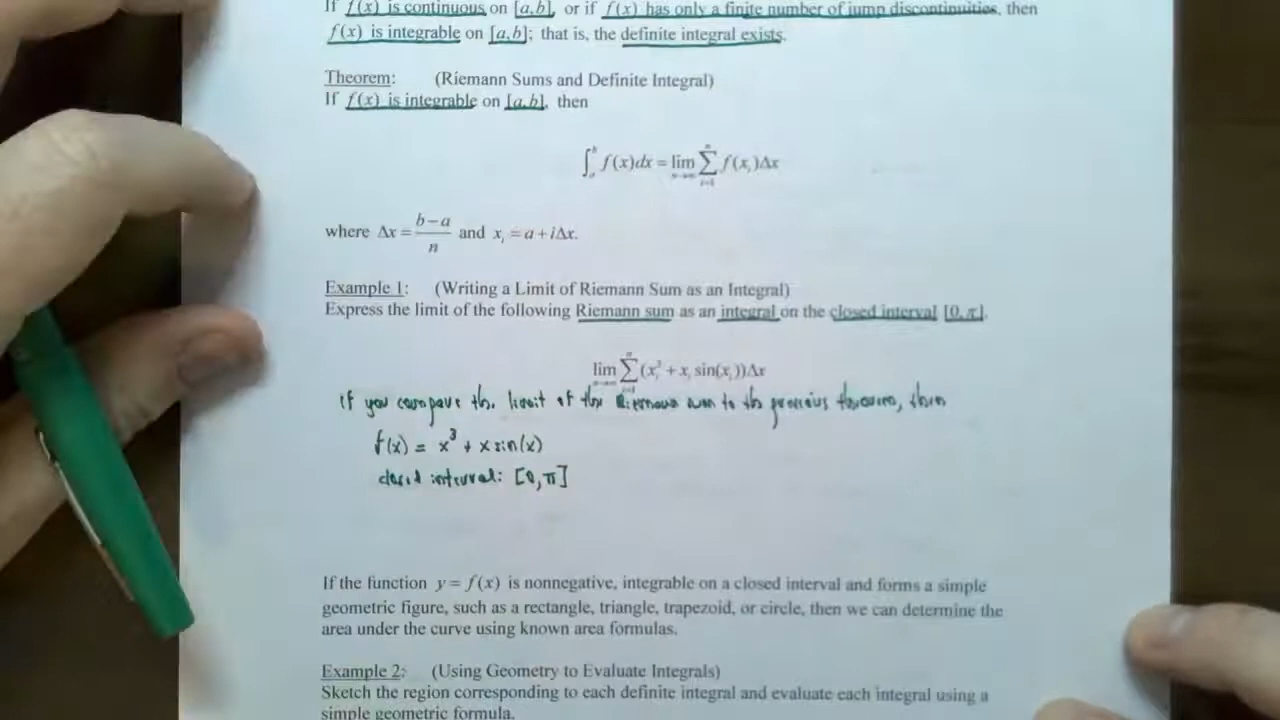 If f(x) is continuous on [a,b], or if f(x) has only a finite number of jump discontinuities, then
f(x) is integrable on [a,b]; that is, the definite integral exists.
Theorem: (Riemann Sums and Definite Integral)
If f(x) is integrable on [a,b], then
∫_a^b f(x)dx = lim_{n→∞} ∑_{i=1}^n f(x_i)Δx
where Δx = (b−a)/n and x_i = a + iΔx.
Example 1: (Writing a Limit of Riemann Sum as an Integral)
Express the limit of the following Riemann sum as an integral on the closed interval [0,π].
lim_{n→∞} ∑_{i=1}^n (x_i^3 + x_i sin(x_i))Δx
if you compare the limit of the Riemann sum to the previous theorem, then
f(x) = x^3 + x sin(x)
closed interval: [0,π]
If the function y = f(x) is nonnegative, integrable on a closed interval and forms a simple
geometric figure, such as a rectangle, triangle, trapezoid, or circle, then we can determine the
area under the curve using known area formulas.
Example 2: (Using Geometry to Evaluate Integrals)
Sketch the region corresponding to each definite integral and evaluate each integral using a
simple geometric formula.